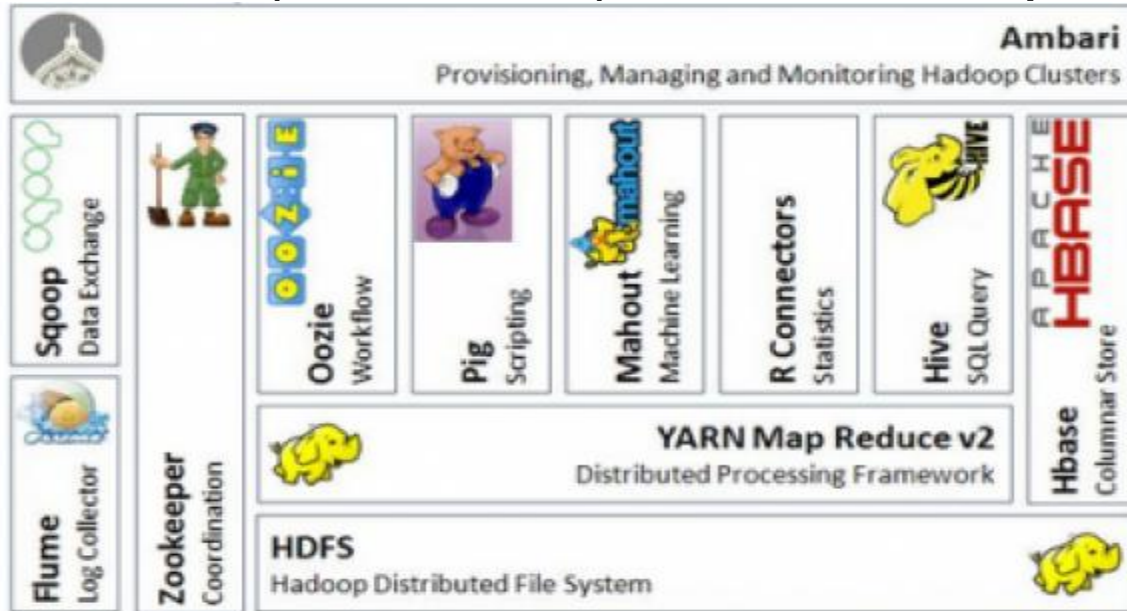 Ambari
Provisioning, Managing and Monitoring Hadoop Clusters
Sqoop
Data Exchange
Flume
Log Collector
Zookeeper
Coordination
OOZIE
Oozie
Workflow
Pig
Scripting
mahout
Mahout
Machine Learning
R Connectors
Statistics
HIVE
Hive
SQL Query
APACHE
HBASE
Hbase
Columnar Store
YARN Map Reduce v2
Distributed Processing Framework
HDFS
Hadoop Distributed File System